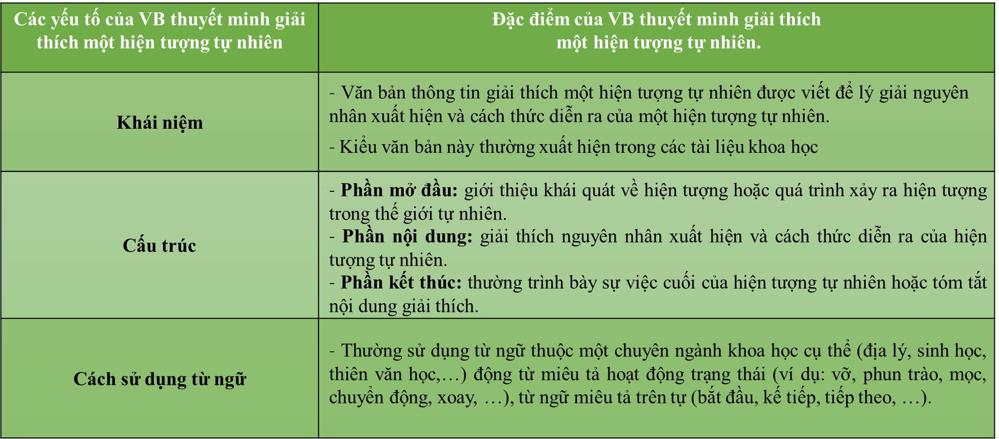 Các yếu tố của VB thuyết minh giải
thích một hiện tượng tự nhiên
Đặc điểm của VB thuyết minh giải thích
một hiện tượng tự nhiên.
Khái niệm
- Văn bản thông tin giải thích một hiện tượng tự nhiên được viết để lý giải nguyên
nhân xuất hiện và cách thức diễn ra của một hiện tượng tự nhiên.
- Kiểu văn bản này thường xuất hiện trong các tài liệu khoa học
Cấu trúc
- Phần mở đầu: giới thiệu khái quát về hiện tượng hoặc quá trình xảy ra hiện tượng
trong thế giới tự nhiên.
- Phần nội dung: giải thích nguyên nhân xuất hiện và cách thức diễn ra của hiện
tượng tự nhiên.
- Phần kết thúc: thường trình bày sự việc cuối của hiện tượng tự nhiên hoặc tóm tắt
nội dung giải thích.
Cách sử dụng từ ngữ
- Thường sử dụng từ ngữ thuộc một chuyên ngành khoa học cụ thể (địa lý, sinh học,
thiên văn học,…) động từ miêu tả hoạt động trạng thái (ví dụ: vỡ, phun trào, mọc,
chuyển động, xoay, …), từ ngữ miêu tả trên tự (bắt đầu, kế tiếp, tiếp theo, …).